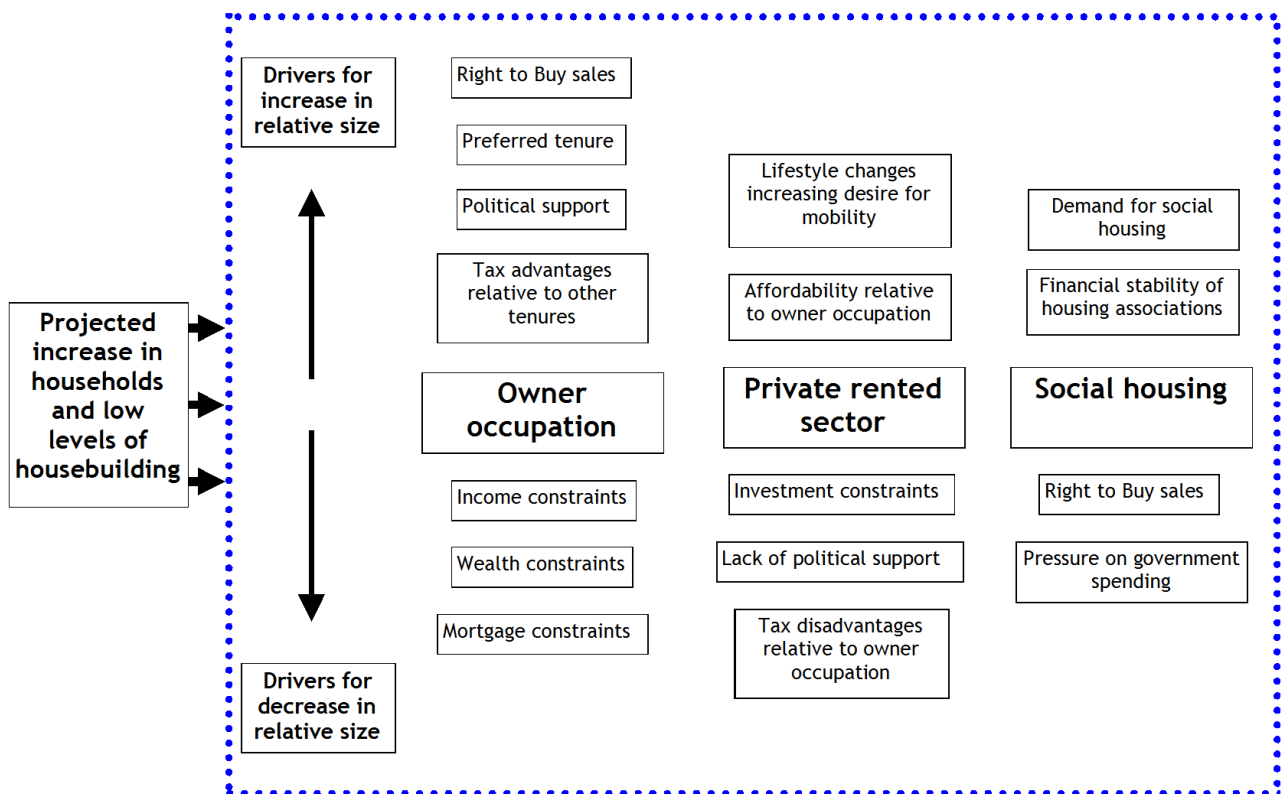 Projected
increase in
households
and low
levels of
housebuilding
Drivers for
increase in
relative size
Drivers for
decrease in
relative size
Right to Buy sales
Preferred tenure
Political support
Tax advantages
relative to other
tenures
Owner
occupation
Income constraints
Wealth constraints
Mortgage constraints
Lifestyle changes
increasing desire for
mobility
Affordability relative
to owner occupation
Private rented
sector
Investment constraints
Lack of political support
Tax disadvantages
relative to owner
occupation
Demand for social
housing
Financial stability of
housing associations
Social housing
Right to Buy sales
Pressure on government
spending